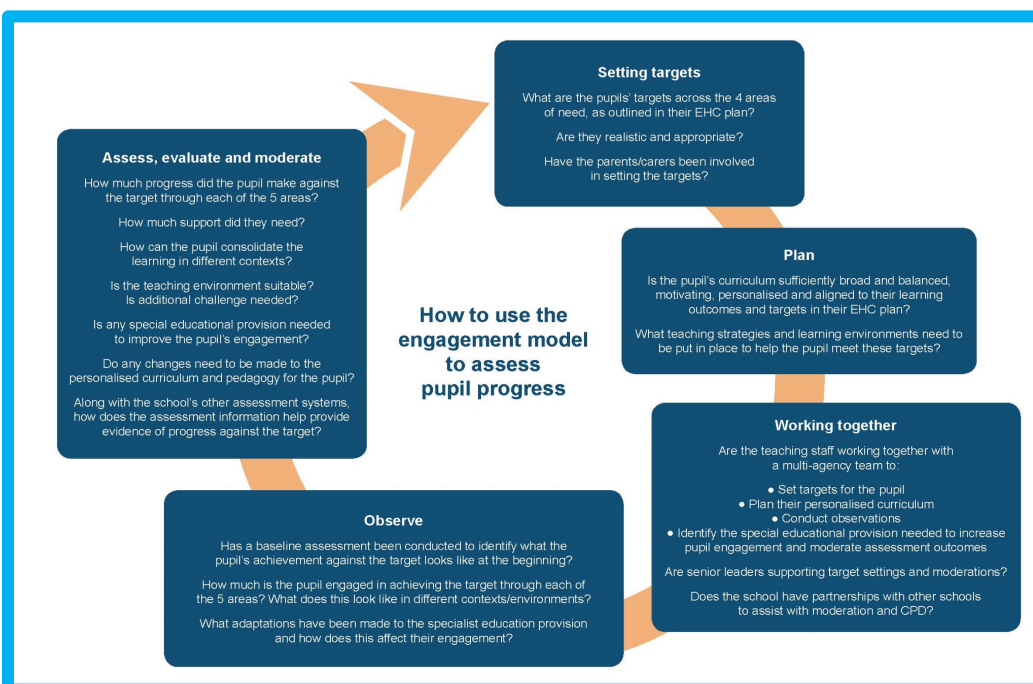 How to use the
engagement model
to assess
pupil progress
Setting targets
What are the pupils' targets across the 4 areas
of need, as outlined in their EHC plan?
Are they realistic and appropriate?
Have the parents/carers been involved
in setting the targets?
Plan
Is the pupil's curriculum sufficiently broad and balanced,
motivating, personalised and aligned to their learning
outcomes and targets in their EHC plan?
What teaching strategies and learning environments need to
be put in place to help the pupil meet these targets?
Working together
Are the teaching staff working together with
a multi-agency team to:
● Set targets for the pupil
● Plan their personalised curriculum
● Conduct observations
● Identify the special educational provision needed to increase
pupil engagement and moderate assessment outcomes
Are senior leaders supporting target settings and moderations?
Does the school have partnerships with other schools
to assist with moderation and CPD?
Observe
Has a baseline assessment been conducted to identify what the
pupil's achievement against the target looks like at the beginning?
How much is the pupil engaged in achieving the target through each of
the 5 areas? What does this look like in different contexts/environments?
What adaptations have been made to the specialist education provision
and how does this affect their engagement?
Assess, evaluate and moderate
How much progress did the pupil make against
the target through each of the 5 areas?
How much support did they need?
How can the pupil consolidate the
learning in different contexts?
Is the teaching environment suitable?
Is additional challenge needed?
Is any special educational provision needed
to improve the pupil's engagement?
Do any changes need to be made to the
personalised curriculum and pedagogy for the pupil?
Along with the school's other assessment systems,
how does the assessment information help provide
evidence of progress against the target?